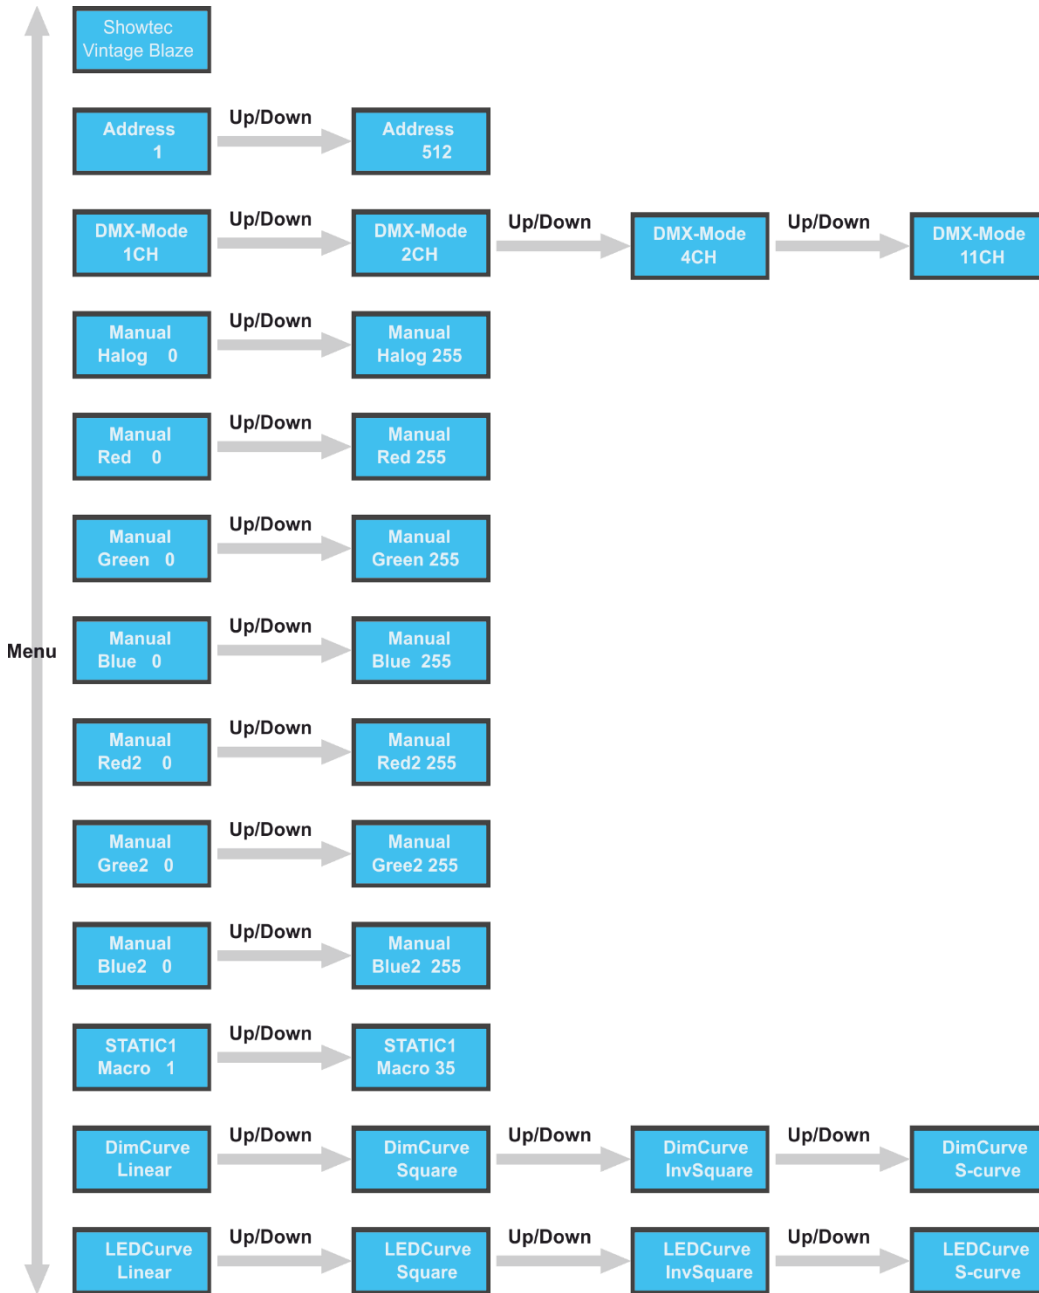 Showtec
Vintage Blaze
Address
1
Up/Down
Address
512
DMX-Mode
1CH
Up/Down
DMX-Mode
2CH
Up/Down
DMX-Mode
4CH
Up/Down
DMX-Mode
11CH
Manual
Halog 0
Up/Down
Manual
Halog 255
Manual
Red 0
Up/Down
Manual
Red 255
Manual
Green 0
Up/Down
Manual
Green 255
Menu
Manual
Blue 0
Up/Down
Manual
Blue 255
Manual
Red2 0
Up/Down
Manual
Red2 255
Manual
Gree2 0
Up/Down
Manual
Gree2 255
Manual
Blue2 0
Up/Down
Manual
Blue2 255
STATIC1
Macro 1
Up/Down
STATIC1
Macro 35
DimCurve
Linear
Up/Down
DimCurve
Square
Up/Down
DimCurve
InvSquare
Up/Down
DimCurve
S-curve
LEDCurve
Linear
Up/Down
LEDCurve
Square
Up/Down
LEDCurve
InvSquare
Up/Down
LEDCurve
S-curve